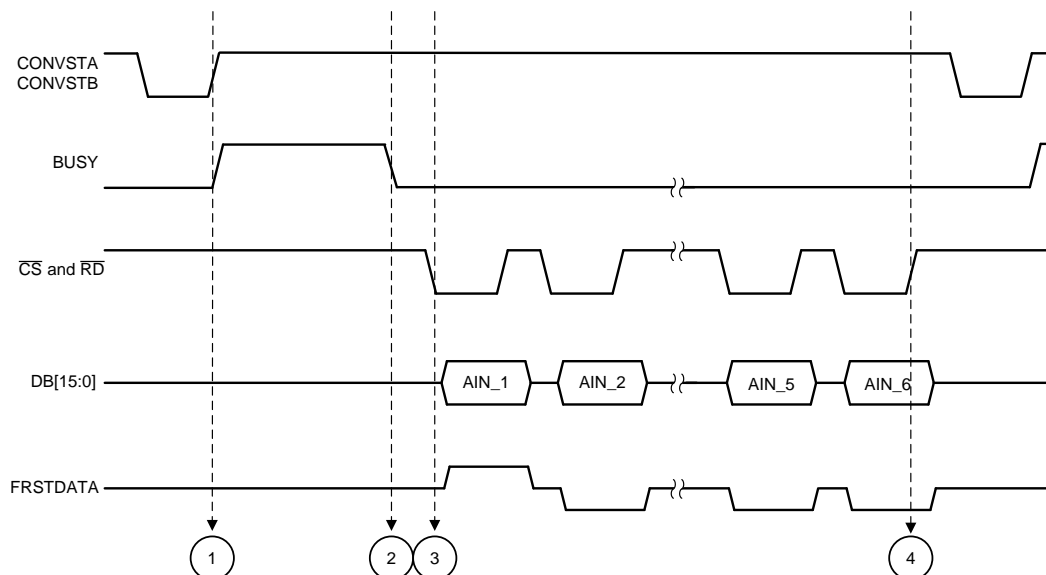 CONVSTA
CONVSTB
BUSY
CS and RD
DB[15:0]
AIN_1
AIN_2
AIN_5
AIN_6
FRSTDATA
1
2
3
4